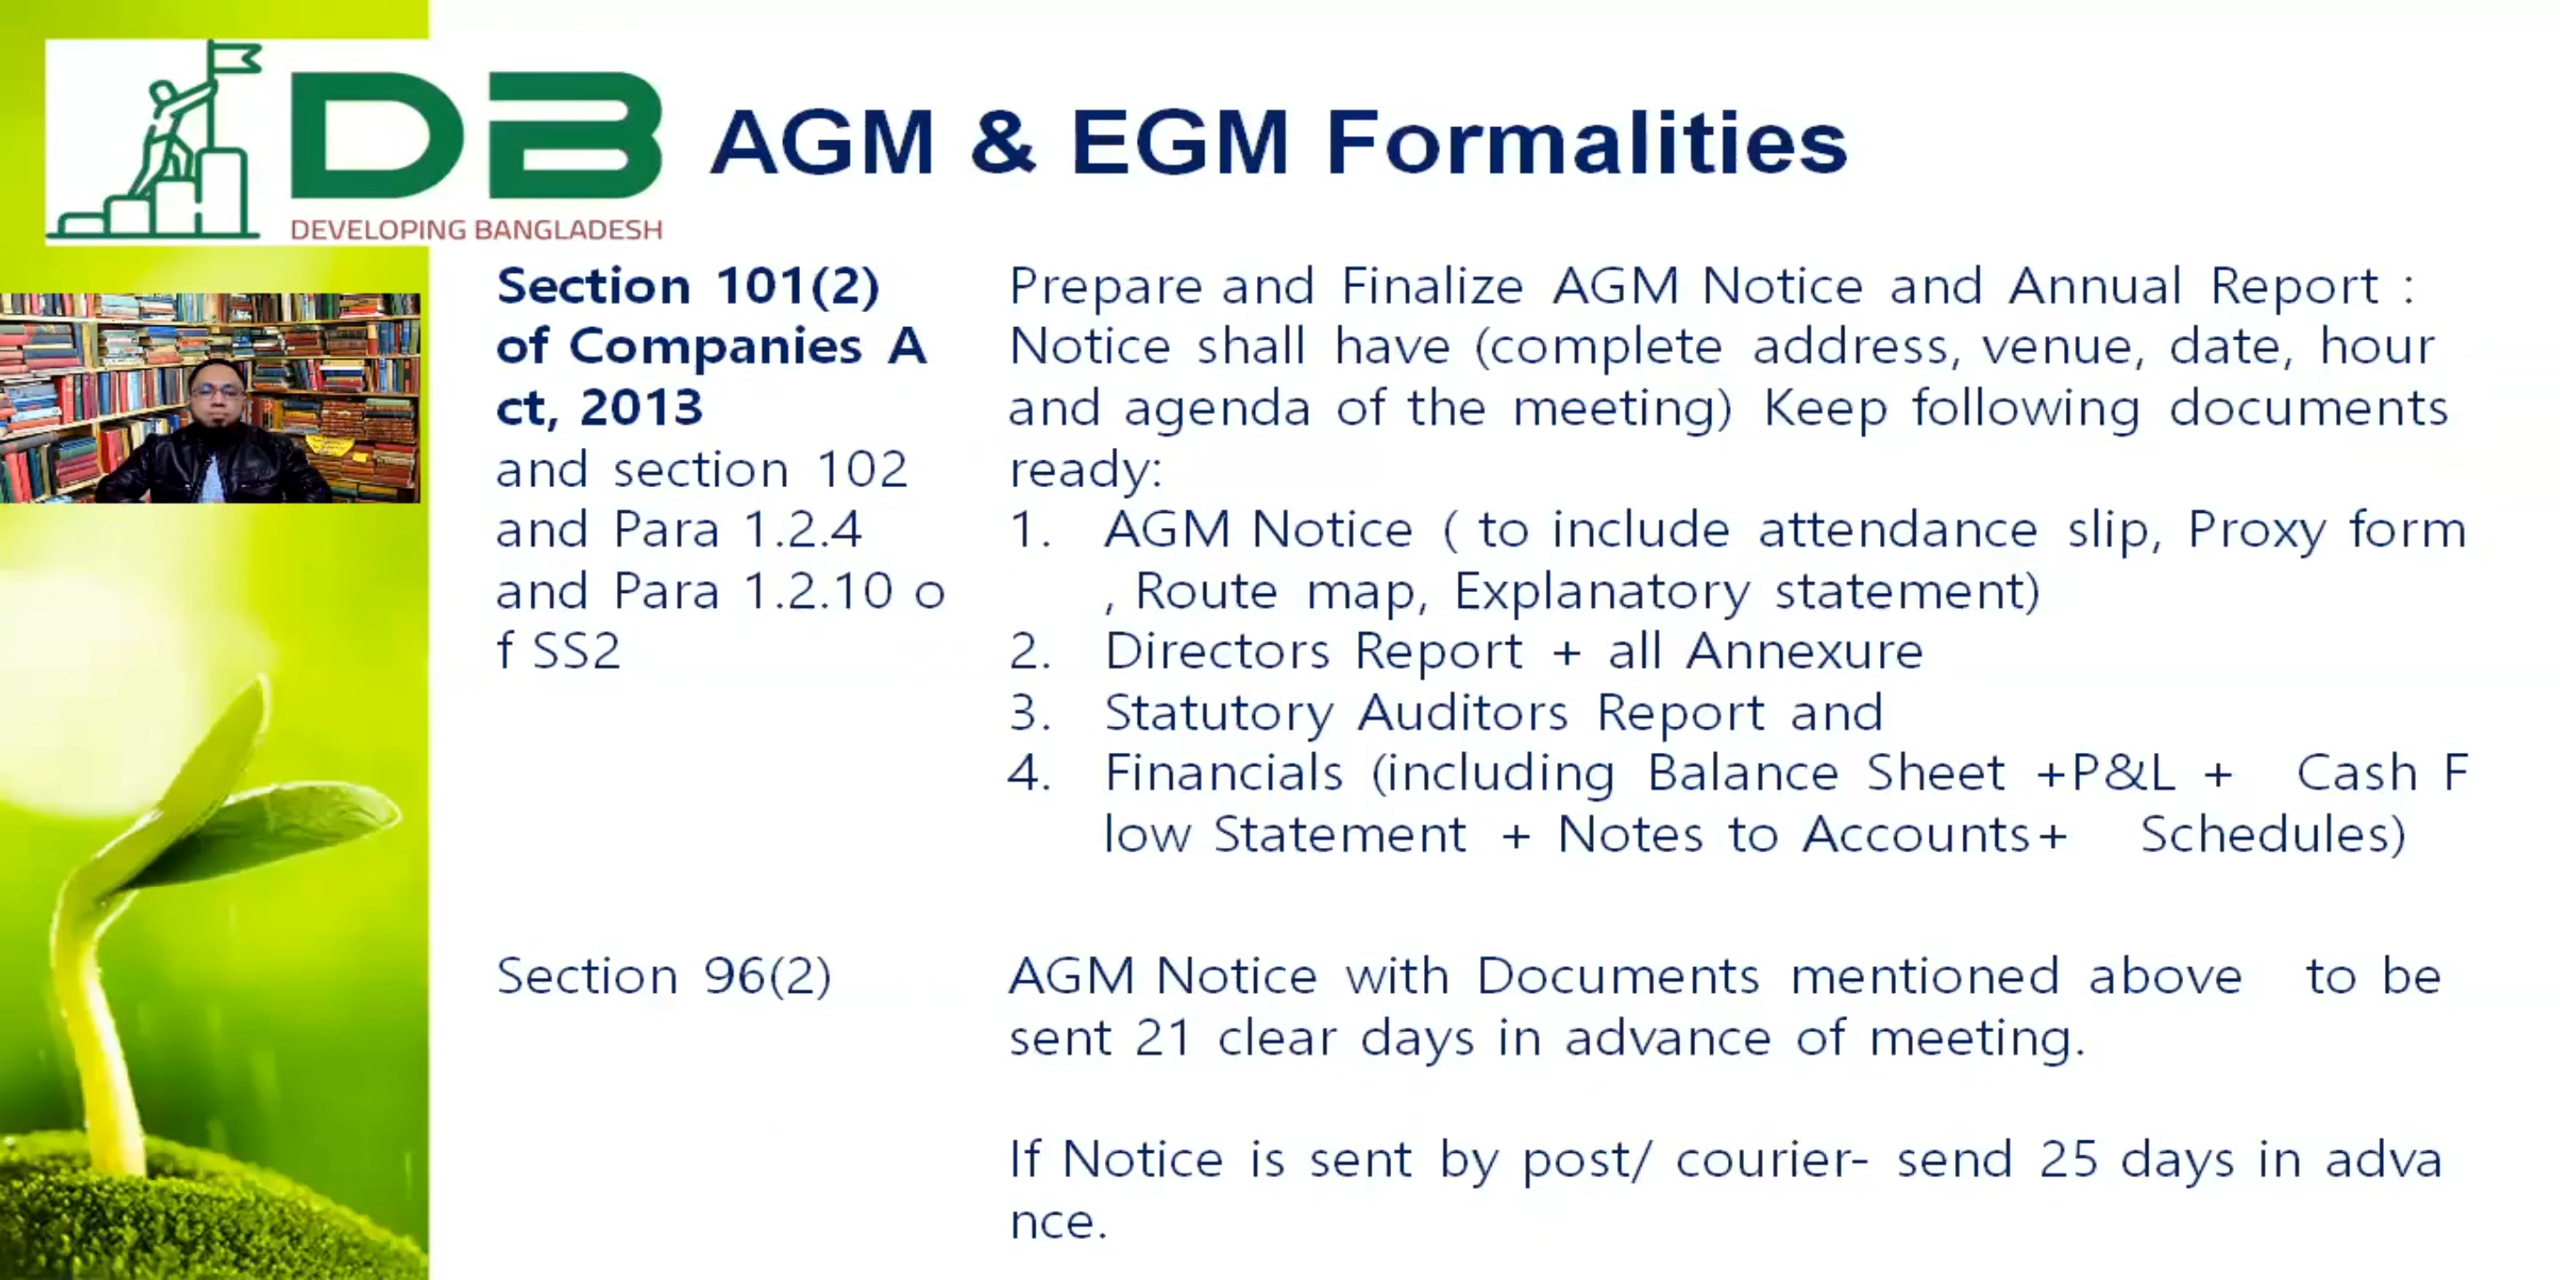 DB
DEVELOPING BANGLADESH
AGM & EGM Formalities
Section 101(2)
of Companies A
ct, 2013
and section 102
and Para 1.2.4
and Para 1.2.10 o
f SS2
Prepare and Finalize AGM Notice and Annual Report :
Notice shall have (complete address, venue, date, hour
and agenda of the meeting) Keep following documents
ready:
1. AGM Notice ( to include attendance slip, Proxy form
, Route map, Explanatory statement)
2. Directors Report + all Annexure
3. Statutory Auditors Report and
4. Financials (including Balance Sheet +P&L + Cash F
low Statement + Notes to Accounts+ Schedules)
Section 96(2)
AGM Notice with Documents mentioned above to be
sent 21 clear days in advance of meeting.
If Notice is sent by post/ courier- send 25 days in adva
nce.